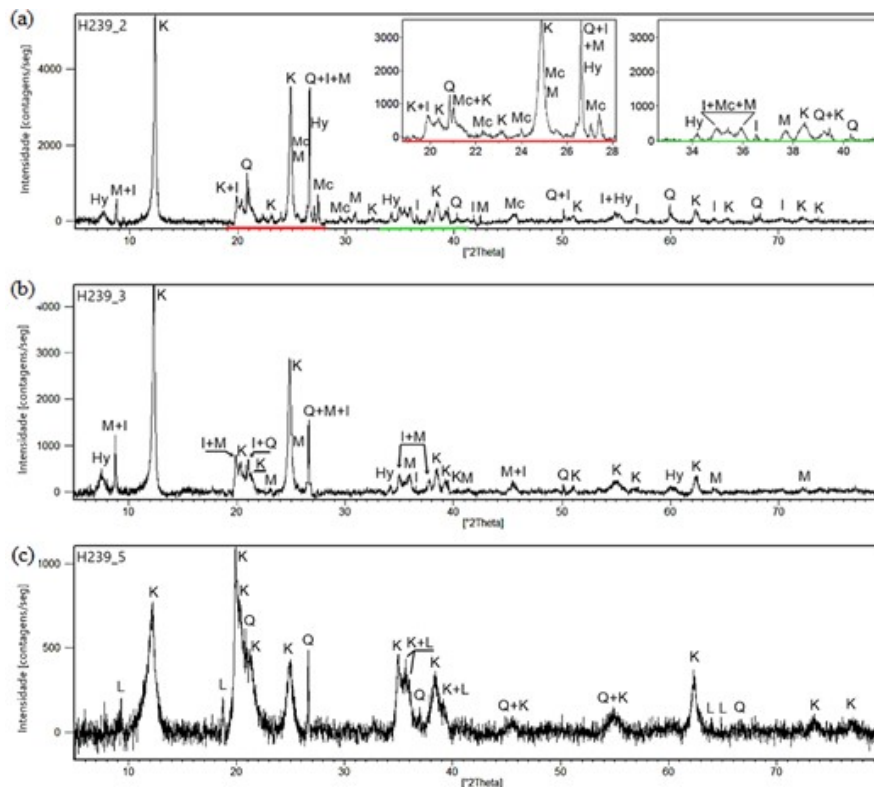 (a)
H239_2
Intensidade [contagens/seg]
4000
2000
0
Hy
M+I
K
K+I
Q
K
K
Mc
M
Q+I+M
Hy
Mc
Mc
M
K
Hy
I
K
Q
I
M
Mc
Q+I
K
I+Hy
I
Q
K
I
K
Q
I
K
K
10 20 30 40 50 60 70
[°2Theta]
3000
2000
1000
0
K+I
K
Q
Mc+K
Mc
K
Mc
K
Mc
M
Q+I
+M
Hy
Mc
20 22 24 26 28
3000
2000
1000
0
Hy
I+Mc+M
I
M
K
Q+K
Q
34 36 38 40
(b)
H239_3
Intensidade [contagens/seg]
4000
3000
2000
1000
0
Hy
M+I
K
I+M
K
I+Q
K
M
K
M
Q+M+I
Hy
I+M
M
I
K
K
K
M
M+I
Q
K
K
K
Hy
K
M
M
10 20 30 40 50 60 70
[°2Theta]
(c)
H239_5
Intensidade [contagens/seg]
1000
500
0
L
K
L
K
K
Q
K
K
Q
K
K+L
Q
K
K+L
Q+K
Q+K
K
L
L
Q
K
K
10 20 30 40 50 60 70
[°2Theta]